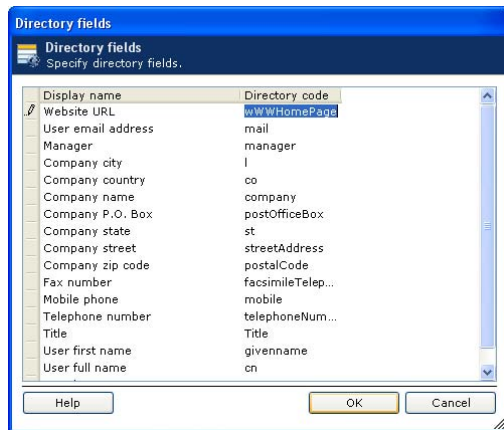 Directory fields
Directory fields
Specify directory fields.
Display name Directory code
Website URL wWWHomePage
User email address mail
Manager manager
Company city l
Company country co
Company name company
Company P.O. Box postOfficeBox
Company state st
Company street streetAddress
Company zip code postalCode
Fax number facsimileTelep...
Mobile phone mobile
Telephone number telephoneNum...
Title Title
User first name givenname
User full name cn
Help OK Cancel